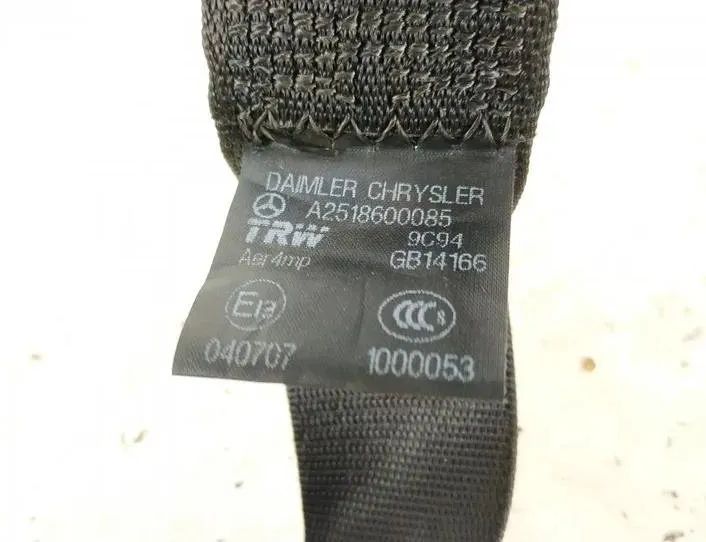 DAIMLER CHRYSLER
A2518600085
TRW 9C94
Aer4mp GB14166
E13 CCC S
040707 1000053